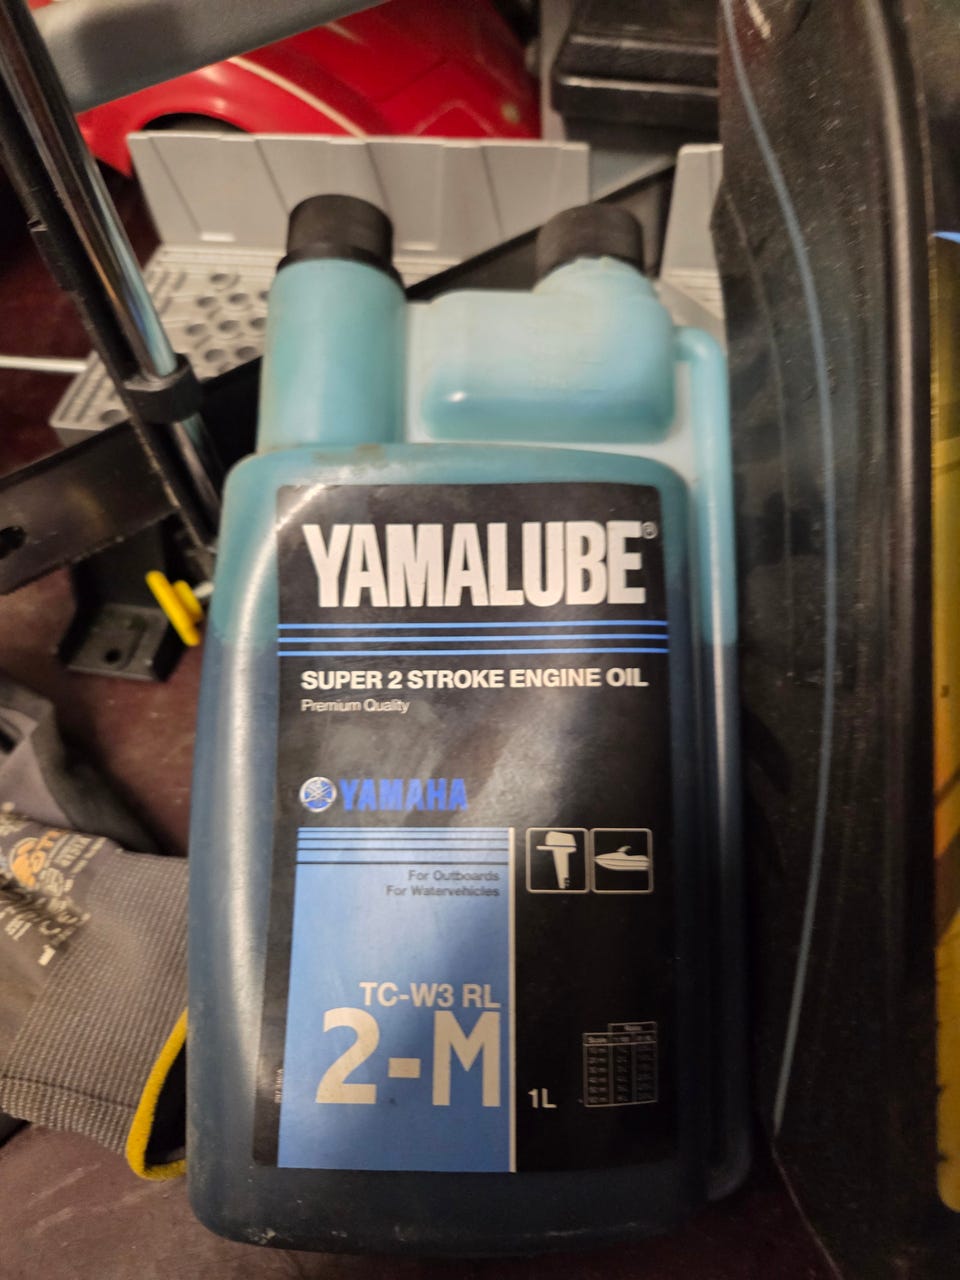 YAMALUBE®
SUPER 2 STROKE ENGINE OIL
Premium Quality
YAMAHA
For Outboards
For Watervehicles
TC-W3 RL
2-M
1L